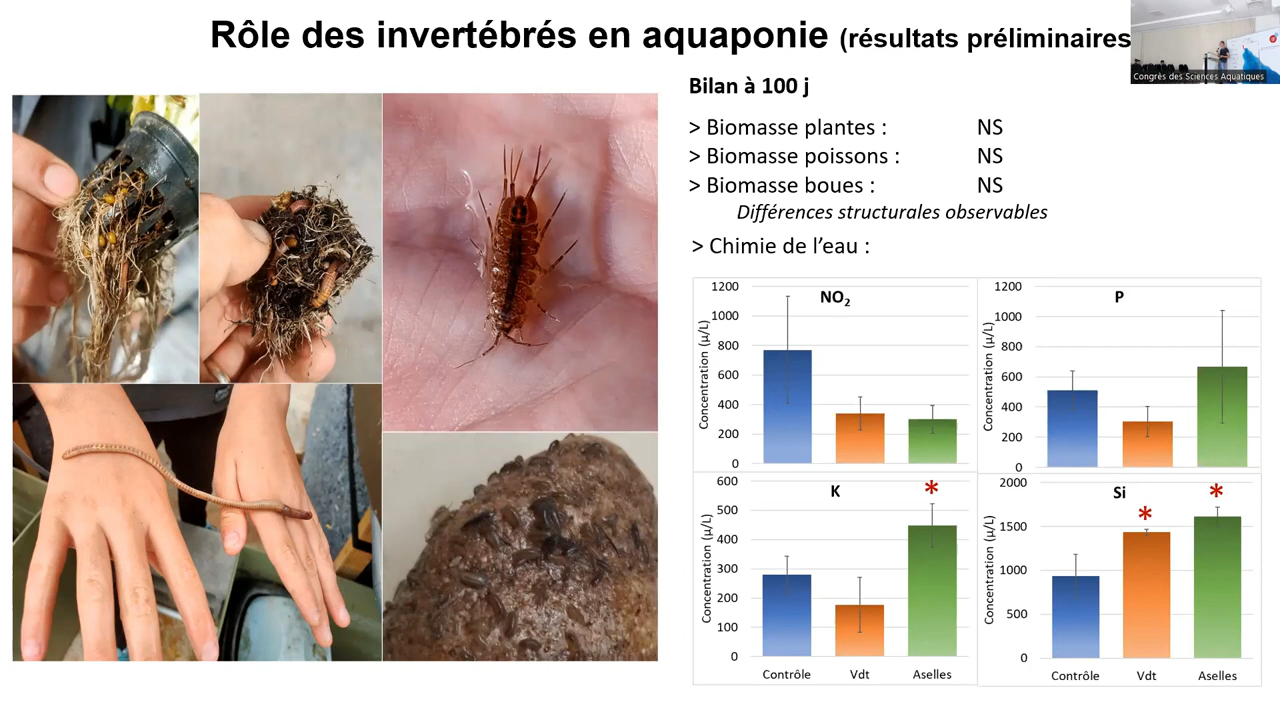 Rôle des invertébrés en aquaponie (résultats préliminaires
Congrès des Sciences Aquatiques
Bilan à 100 j
> Biomasse plantes : NS
> Biomasse poissons : NS
> Biomasse boues : NS
Différences structurales observables
> Chimie de l’eau :
NO₂
Concentration (µ/L)
1200
1000
800
600
400
200
0
P
Concentration (µ/L)
1200
1000
800
600
400
200
0
K
Concentration (µ/L)
600
500
400
300
200
100
0
*
Contrôle Vdt Aselles
Si
Concentration (µ/L)
2000
1500
1000
500
0
* *
Contrôle Vdt Aselles